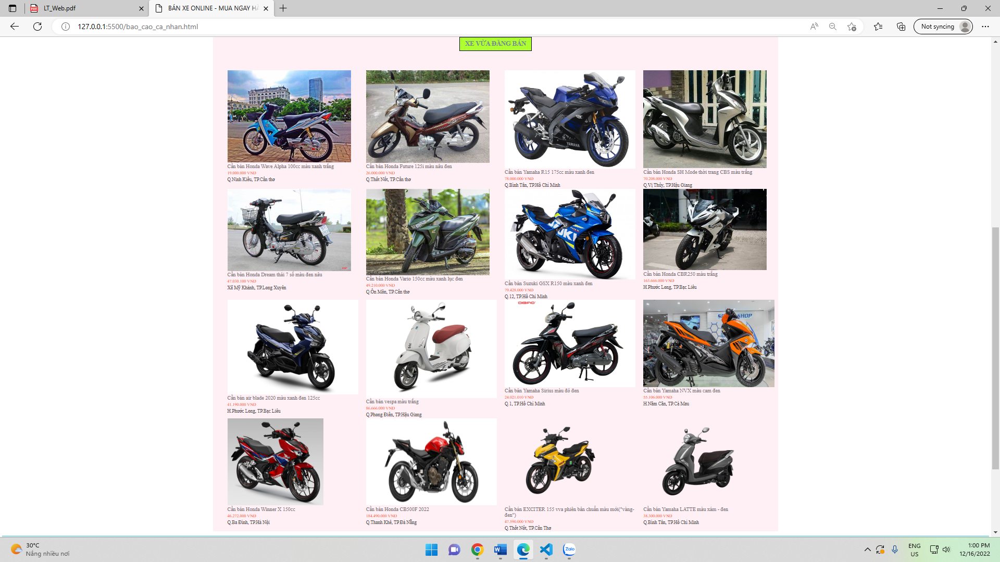 LT_Web.pdf
BÁN XE ONLINE - MUA NGAY HÀ
127.0.0.1:5500/bao_cao_ca_nhan.html
Not syncing
XE VỪA ĐĂNG BÁN
Cần bán Honda Wave Alpha 100cc màu xanh trắng
19.000.000 VND
Q.Ninh Kiều, TP.Cần thơ
Cần bán Honda Future 125i màu nâu đen
26.000.000 VND
Q.Thốt Nốt, TP.Cần thơ
YAMAHA
Cần bán Yamaha R15 175cc màu xanh đen
78.000.000 VND
Q.Bình Tân, TP.Hồ Chí Minh
Cần bán Honda SH Mode thời trang CBS màu trắng
70.208.000 VND
Q.Vị Thủy, TP.Hậu Giang
Cần bán Honda Dream thái 7 số màu đen nâu
47.030.100 VND
Xã Mỹ Khánh, TP.Long Xuyên
Cần bán Honda Vario 150cc màu xanh lục đen
49.210.000 VND
Q.Ôn Môn, TP.Cần thơ
SUZUKI
Cần bán Suzuki GSX R150 màu xanh đen
79.428.000 VND
Q.12, TP.Hồ Chí Minh
Cần bán Honda CBR250 màu trắng
163.666.000 VND
H.Phước Long, TP.Bạc Liêu
Cần bán air blade 2020 màu xanh đen 125cc
41.190.000 VND
H.Phước Long, TP.Bạc Liêu
Cần bán vespa màu trắng
86.666.000 VND
Q.Phong Điền, TP.Hậu Giang
Cần bán Yamaha Sirius màu đỏ đen
24.021.010 VND
Q.1, TP.Hồ Chí Minh
SHOP
Cần bán Yamaha NVX màu cam đen
55.106.000 VND
H.Năm Căn, TP.Cà Mau
Cần bán Honda Winner X 150cc
46.272.000 VND
Q.Ba Đình, TP.Hà Nội
Cần bán Honda CB500F 2022
184.490.000 VND
Q.Thanh Khê, TP.Đà Nẵng
Cần bán EXCITER 155 vva phiên bản chuẩn màu mới("vàng-
đen")
47.590.000 VND
Q.Thốt Nốt, TP.Cần Thơ
Cần bán Yamaha LATTE màu xám - đen
38.300.000 VND
Q.Bình Tân, TP.Hồ Chí Minh
30°C
Nắng nhiều nơi
Zalo
ENG
US
1:00 PM
12/16/2022